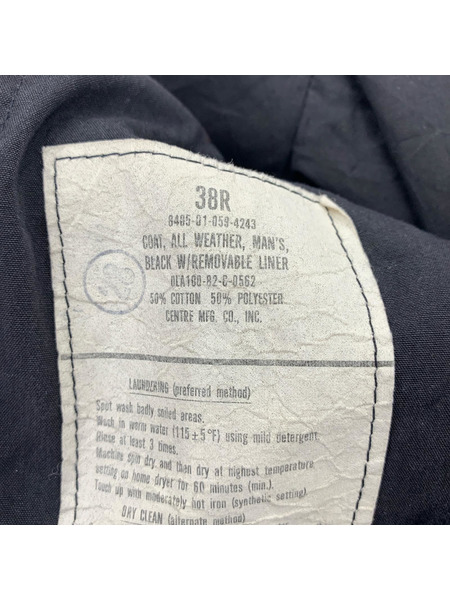 38R
8405-01-059-4243
COAT, ALL WEATHER, MAN'S,
BLACK W/REMOVABLE LINER
DLA100-82-C-0562
50% COTTON 50% POLYESTER
CENTRE MFG. CO., INC.
LAUNDERING (preferred method)
Spot wash badly soiled areas.
Wash in warm water (115±5°F) using mild detergent.
Rinse at least 3 times.
Machine spin dry, and then dry at highest temperature
setting on home dryer for 60 minutes (min.)
Touch up with moderately hot iron (synthetic setting)
DRY CLEAN (alternate method)